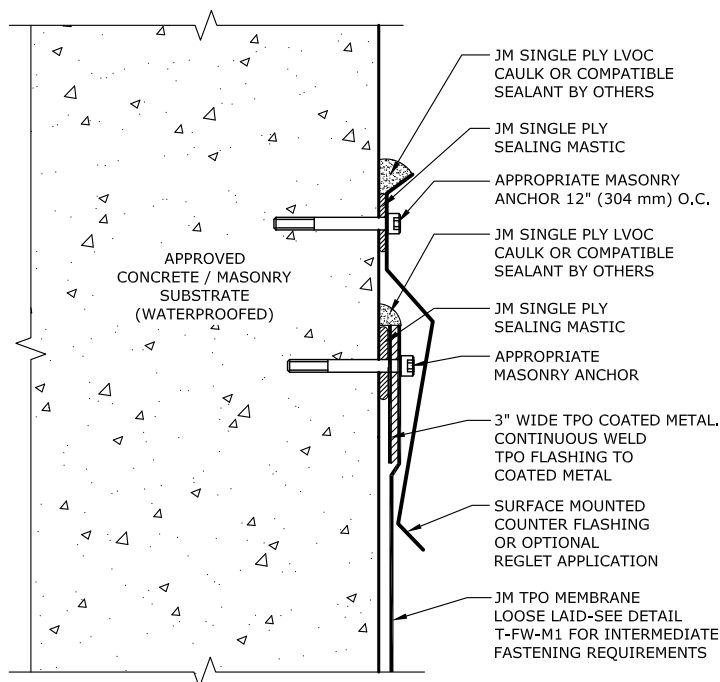 JM SINGLE PLY LVOC
CAULK OR COMPATIBLE
SEALANT BY OTHERS
JM SINGLE PLY
SEALING MASTIC
APPROPRIATE MASONRY
ANCHOR 12" (304 mm) O.C.
JM SINGLE PLY LVOC
CAULK OR COMPATIBLE
SEALANT BY OTHERS
JM SINGLE PLY
SEALING MASTIC
APPROPRIATE
MASONRY ANCHOR
3" WIDE TPO COATED METAL.
CONTINUOUS WELD
TPO FLASHING TO
COATED METAL
SURFACE MOUNTED
COUNTER FLASHING
OR OPTIONAL
REGLET APPLICATION
JM TPO MEMBRANE
LOOSE LAID-SEE DETAIL
T-FW-M1 FOR INTERMEDIATE
FASTENING REQUIREMENTS
APPROVED
CONCRETE / MASONRY
SUBSTRATE
(WATERPROOFED)